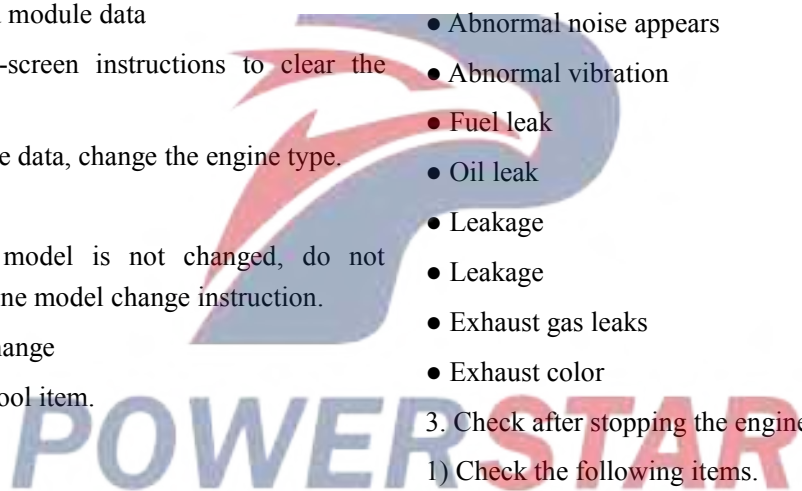 module data
-screen instructions to clear the
e data, change the engine type.
model is not changed, do not
ne model change instruction.
ange
ool item.
● Abnormal noise appears
● Abnormal vibration
● Fuel leak
● Oil leak
● Leakage
● Leakage
● Exhaust gas leaks
● Exhaust color
3. Check after stopping the engine
1) Check the following items.
POWERSTAR